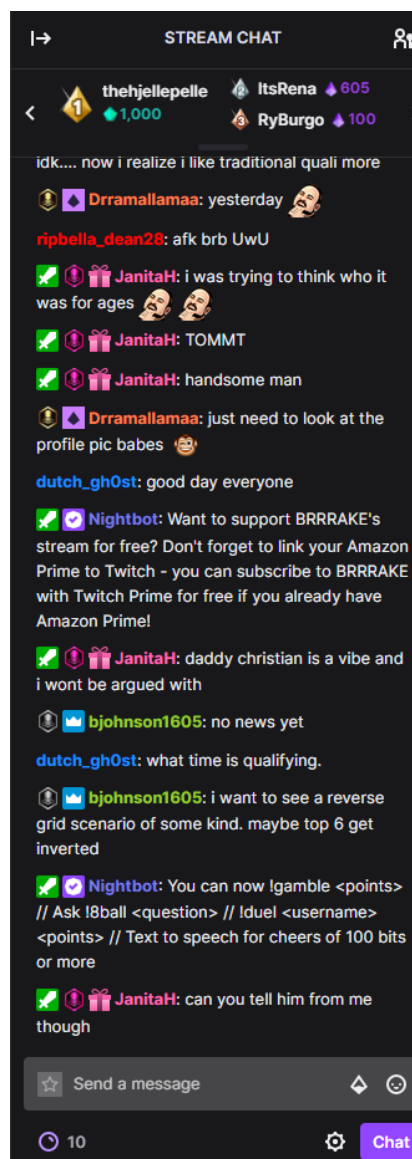 STREAM CHAT
thehjellepelle
1,000
ItsRena 605
RyBurgo 100
idk.... now i realize i like traditional quali more
Drramallamaa: yesterday
ripbella_dean28: afk brb UwU
JanitaH: i was trying to think who it
was for ages
JanitaH: TOMMT
JanitaH: handsome man
Drramallamaa: just need to look at the
profile pic babes
dutch_gh0st: good day everyone
Nightbot: Want to support BRRRAKE's
stream for free? Don't forget to link your Amazon
Prime to Twitch - you can subscribe to BRRRAKE
with Twitch Prime for free if you already have
Amazon Prime!
JanitaH: daddy christian is a vibe and
i wont be argued with
bjohnson1605: no news yet
dutch_gh0st: what time is qualifying.
bjohnson1605: i want to see a reverse
grid scenario of some kind. maybe top 6 get
inverted
Nightbot: You can now !gamble <points>
// Ask !8ball <question> // !duel <username>
<points> // Text to speech for cheers of 100 bits
or more
JanitaH: can you tell him from me
though
Send a message
10
Chat